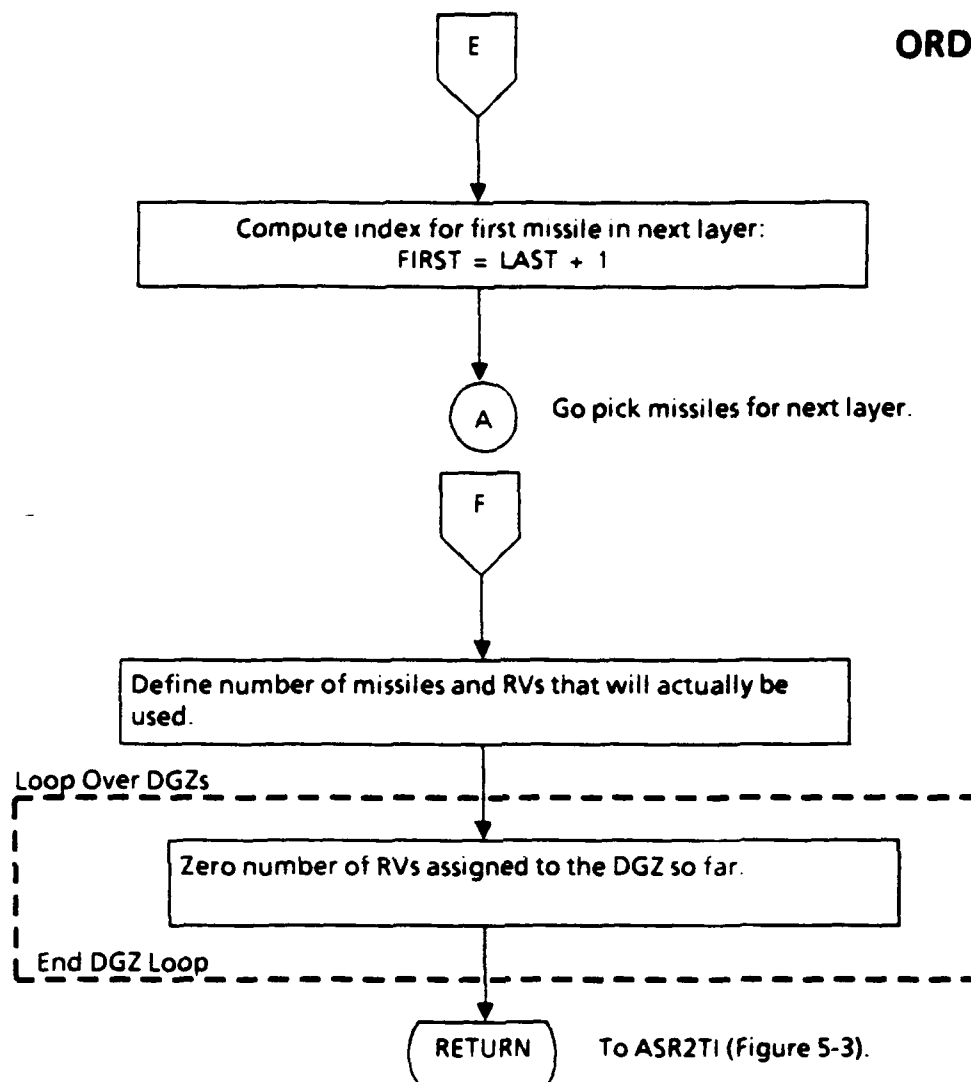 ORD
E
Compute index for first missile in next layer:
FIRST = LAST + 1
A
Go pick missiles for next layer.
F
Define number of missiles and RVs that will actually be
used.
Loop Over DGZs
Zero number of RVs assigned to the DGZ so far.
End DGZ Loop
RETURN
To ASR2TI (Figure 5-3).